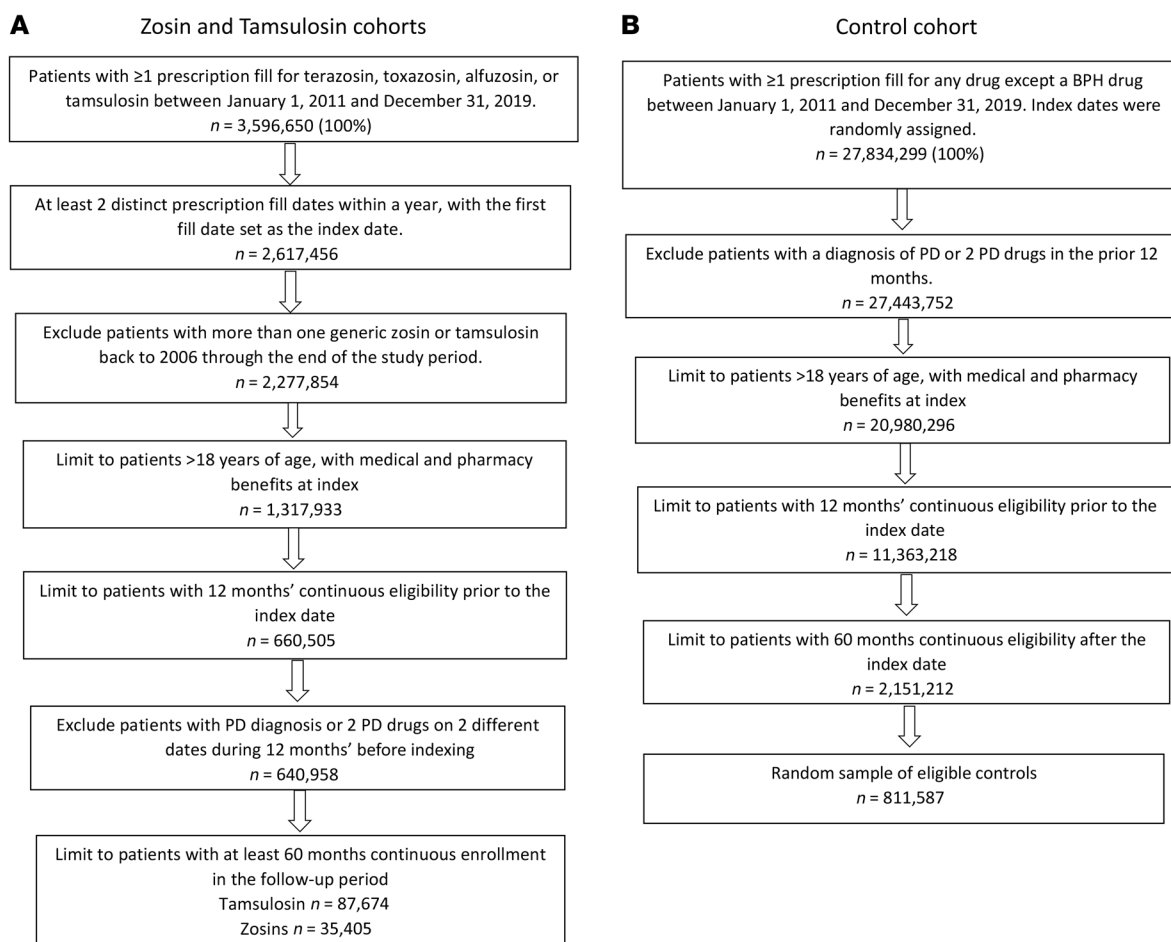 A
Zosin and Tamsulosin cohorts
Patients with ≥1 prescription fill for terazosin, toxazosin, alfuzosin, or
tamsulosin between January 1, 2011 and December 31, 2019.
n = 3,596,650 (100%)
At least 2 distinct prescription fill dates within a year, with the first
fill date set as the index date.
n = 2,617,456
Exclude patients with more than one generic zosin or tamsulosin
back to 2006 through the end of the study period.
n = 2,277,854
Limit to patients >18 years of age, with medical and pharmacy
benefits at index
n = 1,317,933
Limit to patients with 12 months’ continuous eligibility prior to the
index date
n = 660,505
Exclude patients with PD diagnosis or 2 PD drugs on 2 different
dates during 12 months’ before indexing
n = 640,958
Limit to patients with at least 60 months continuous enrollment
in the follow-up period
Tamsulosin n = 87,674
Zosins n = 35,405
B
Control cohort
Patients with ≥1 prescription fill for any drug except a BPH drug
between January 1, 2011 and December 31, 2019. Index dates were
randomly assigned.
n = 27,834,299 (100%)
Exclude patients with a diagnosis of PD or 2 PD drugs in the prior 12
months.
n = 27,443,752
Limit to patients >18 years of age, with medical and pharmacy
benefits at index
n = 20,980,296
Limit to patients with 12 months’ continuous eligibility prior to the
index date
n = 11,363,218
Limit to patients with 60 months continuous eligibility after the
index date
n = 2,151,212
Random sample of eligible controls
n = 811,587